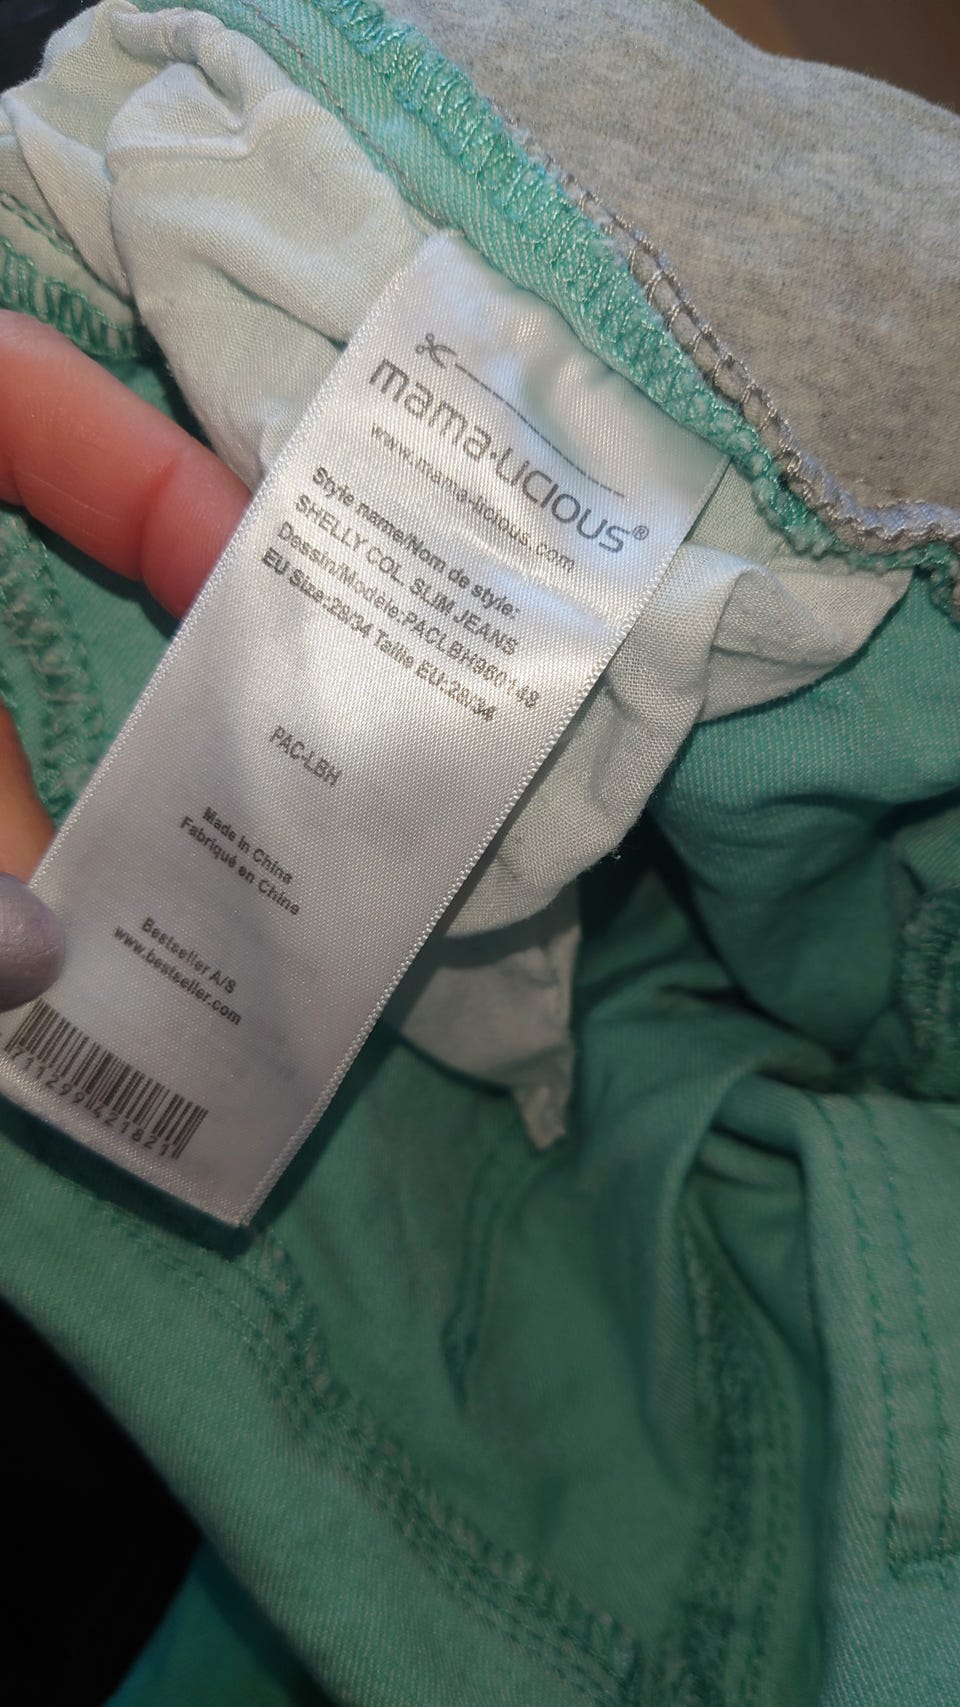 mama·licious®
www.mama-licious.com
Style name/Nom de style:
SHELLY COL. SLIM JEANS
Dessin/Modèle:PACLBH960148
EU Size:28/34 Taille EU:28/34
PAC-LBH
Made in China
Fabriqué en Chine
Bestseller A/S
www.bestseller.com
711299421821